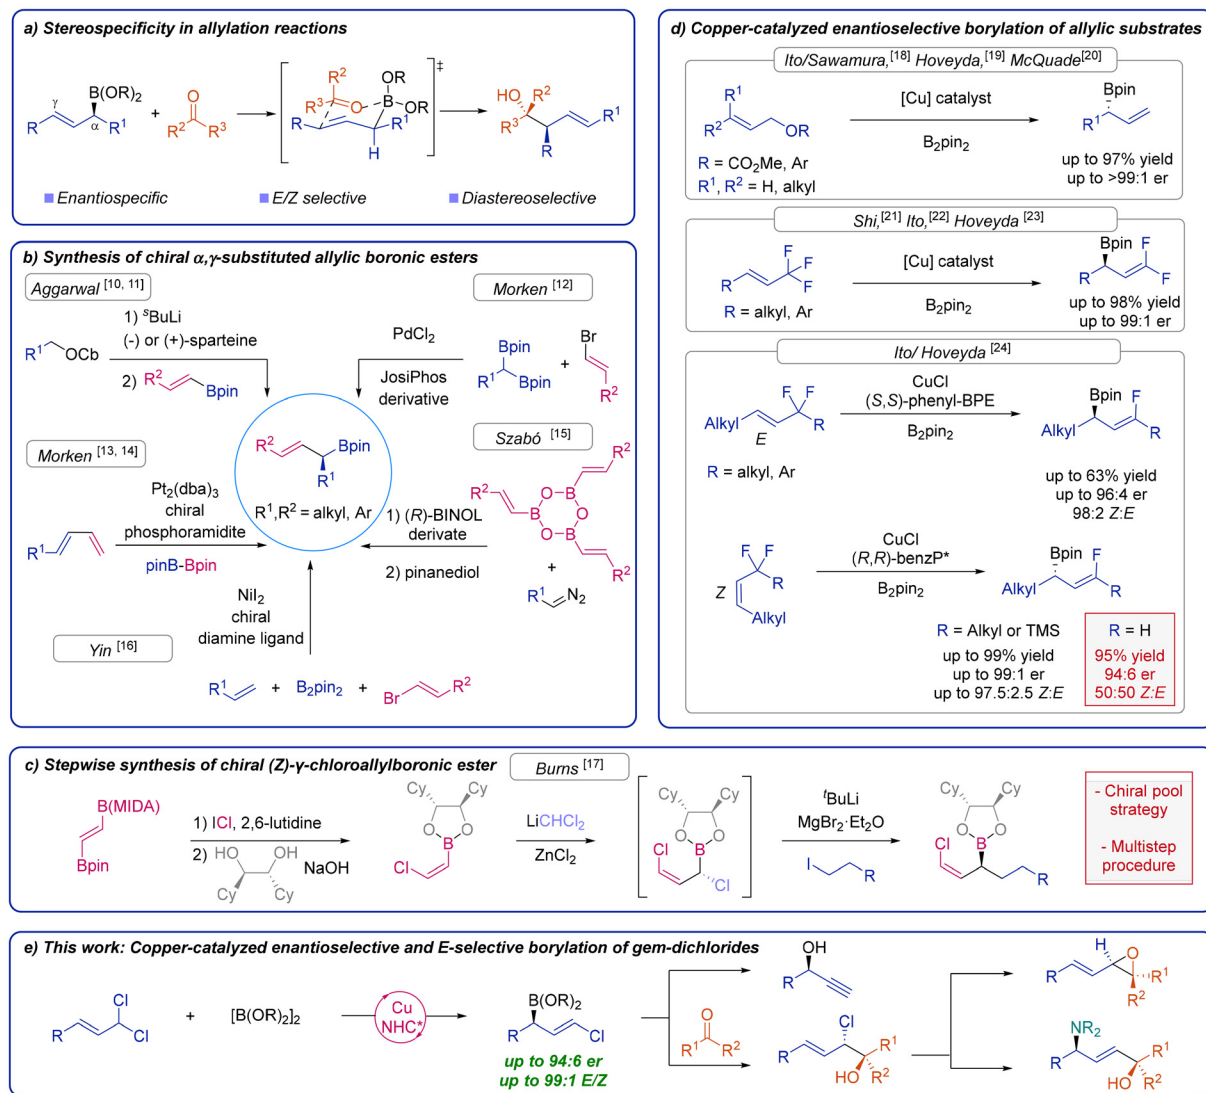 a) Stereospecificity in allylation reactions
γ
B(OR)2
α
R
R1
+
O
R2
R3
R2
R3
O
OR
B
OR
R1
H
R
‡
HO
R2
R3
R1
R
Enantiospecific
E/Z selective
Diastereoselective
b) Synthesis of chiral α,γ-substituted allylic boronic esters
Aggarwal [10, 11]
R1
OCb
1) sBuLi
(-) or (+)-sparteine
2)
R2
Bpin
Morken [12]
PdCl2
JosiPhos
derivative
Bpin
R1
Bpin
+
Br
R2
R2
Bpin
R1
R1,R2 = alkyl, Ar
Morken [13, 14]
Pt2(dba)3
chiral
phosphoramidite
R1
pinB-Bpin
Szabó [15]
R2
R2
R2
B
O
B
O
B
O
1) (R)-BINOL
derivate
2) pinanediol
+
R1
N2
Yin [16]
NiI2
chiral
diamine ligand
R1
+
B2pin2
+
Br
R2
d) Copper-catalyzed enantioselective borylation of allylic substrates
Ito/Sawamura,[18] Hoveyda,[19] McQuade[20]
R1
R2
OR
R = CO2Me, Ar
R1, R2 = H, alkyl
[Cu] catalyst
B2pin2
Bpin
R1
up to 97% yield
up to >99:1 er
Shi,[21] Ito,[22] Hoveyda [23]
F
F
F
R
R = alkyl, Ar
[Cu] catalyst
B2pin2
Bpin
F
R
F
up to 98% yield
up to 99:1 er
Ito/ Hoveyda [24]
F
F
Alkyl
R
E
R = alkyl, Ar
CuCl
(S,S)-phenyl-BPE
B2pin2
Bpin
F
Alkyl
R
up to 63% yield
up to 96:4 er
98:2 Z:E
F
F
R
Z
Alkyl
CuCl
(R,R)-benzP*
B2pin2
Bpin
F
Alkyl
R
R = Alkyl or TMS
up to 99% yield
up to 99:1 er
up to 97.5:2.5 Z:E
R = H
95% yield
94:6 er
50:50 Z:E
c) Stepwise synthesis of chiral (Z)-γ-chloroallylboronic ester
Burns [17]
B(MIDA)
Bpin
1) ICl, 2,6-lutidine
2)
HO
OH
Cy
Cy
NaOH
Cy
Cy
O
O
B
Cl
LiCHCl2
ZnCl2
Cy
Cy
O
O
B
Cl
Cl
tBuLi
MgBr2·Et2O
I
R
Cy
Cy
O
O
B
Cl
R
- Chiral pool
strategy
- Multistep
procedure
e) This work: Copper-catalyzed enantioselective and E-selective borylation of gem-dichlorides
Cl
R
Cl
+
[B(OR)2]2
Cu
NHC*
B(OR)2
R
Cl
up to 94:6 er
up to 99:1 E/Z
O
R1
R2
OH
R
Cl
R
R1
HO
R2
H
O
R
R1
R2
NR2
R
R1
HO
R2